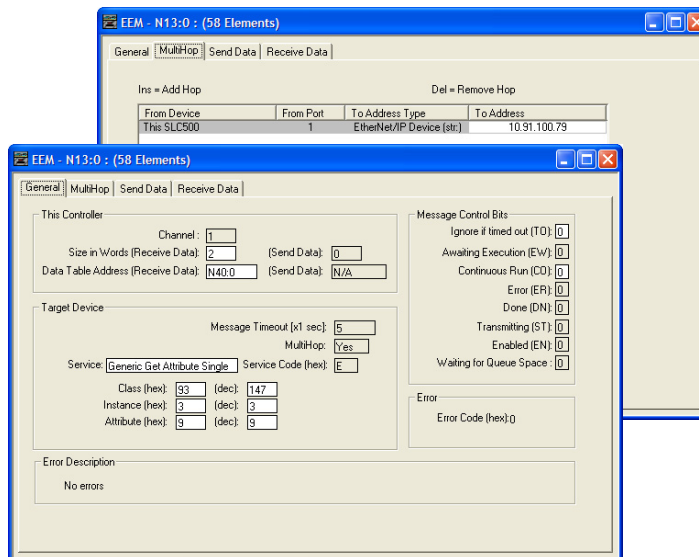 EEM - N13:0 : (58 Elements)
General MultiHop Send Data Receive Data
Ins = Add Hop Del = Remove Hop
From Device From Port To Address Type To Address
This SLC500 1 EtherNet/IP Device (str.) 10.91.100.79
EEM - N13:0 : (58 Elements)
General MultiHop Send Data Receive Data
This Controller
Channel : 1
Size in Words (Receive Data): 2 (Send Data): 0
Data Table Address (Receive Data): N40:0 (Send Data): N/A
Target Device
Message Timeout [x1 sec]: 5
MultiHop: Yes
Service: Generic Get Attribute Single Service Code (hex): E
Class (hex): 93 (dec): 147
Instance (hex): 3 (dec): 3
Attribute (hex): 9 (dec): 9
Message Control Bits
Ignore if timed out (TO): 0
Awaiting Execution (EW): 0
Continuous Run (CO): 0
Error (ER): 0
Done (DN): 0
Transmitting (ST): 0
Enabled (EN): 0
Waiting for Queue Space : 0
Error
Error Code (hex):0
Error Description
No errors